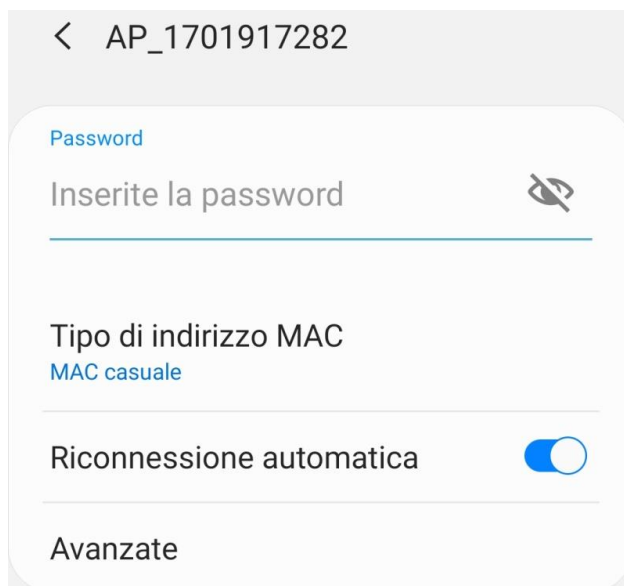 AP_1701917282
Password
Inserite la password
Tipo di indirizzo MAC
MAC casuale
Riconnessione automatica
Avanzate